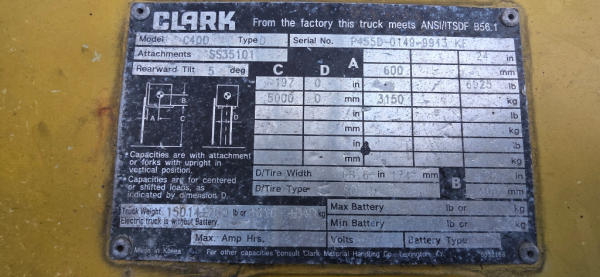 CLARK From the factory this truck meets ANSI/ITSDF B56.1
Model C40D Type D Serial No. P455D-0149-9943 KF
Attachments SS35101
Rearward Tilt 5 deg
C D A 24 in
600 mm
197 0 in 6925 lb
5000 0 mm 3150 kg
in lb
mm kg
in lb
mm kg
A B C D
• Capacities are with attachment
or forks with upright in
vertical position.
• Capacities are for centered
or shifted loads, as
indicated by dimension D.
D/Tire Width in mm B in
D/Tire Type mm
Truck Weight lb or kg
Electric truck is without Battery.
Max Battery lb or kg
Min Battery lb or kg
Max. Amp Hrs. Volts Battery Type
Made in Korea For other capacities consult Clark Material Handling Co. Lexington, Ky.